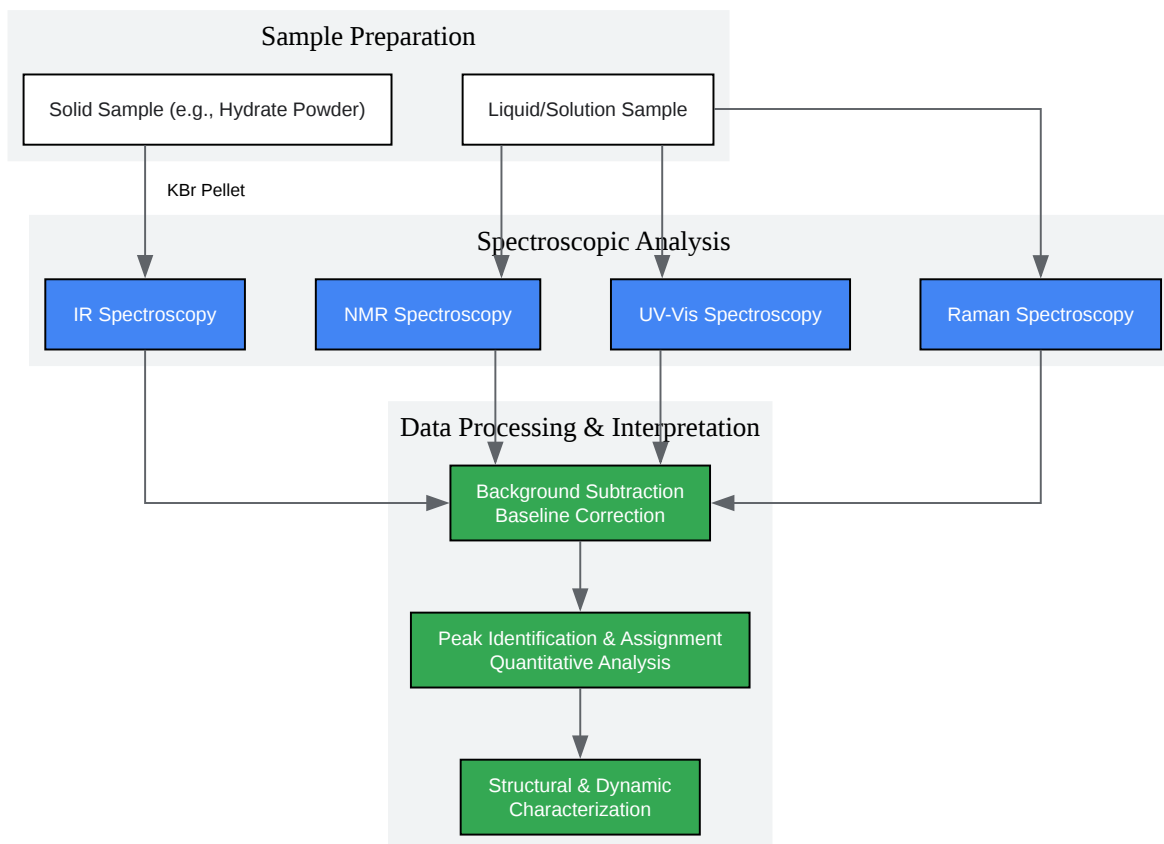 Sample Preparation
Solid Sample (e.g., Hydrate Powder)
Liquid/Solution Sample
KBr Pellet
Spectroscopic Analysis
IR Spectroscopy
NMR Spectroscopy
UV-Vis Spectroscopy
Raman Spectroscopy
Data Processing & Interpretation
Background Subtraction
Baseline Correction
Peak Identification & Assignment
Quantitative Analysis
Structural & Dynamic
Characterization